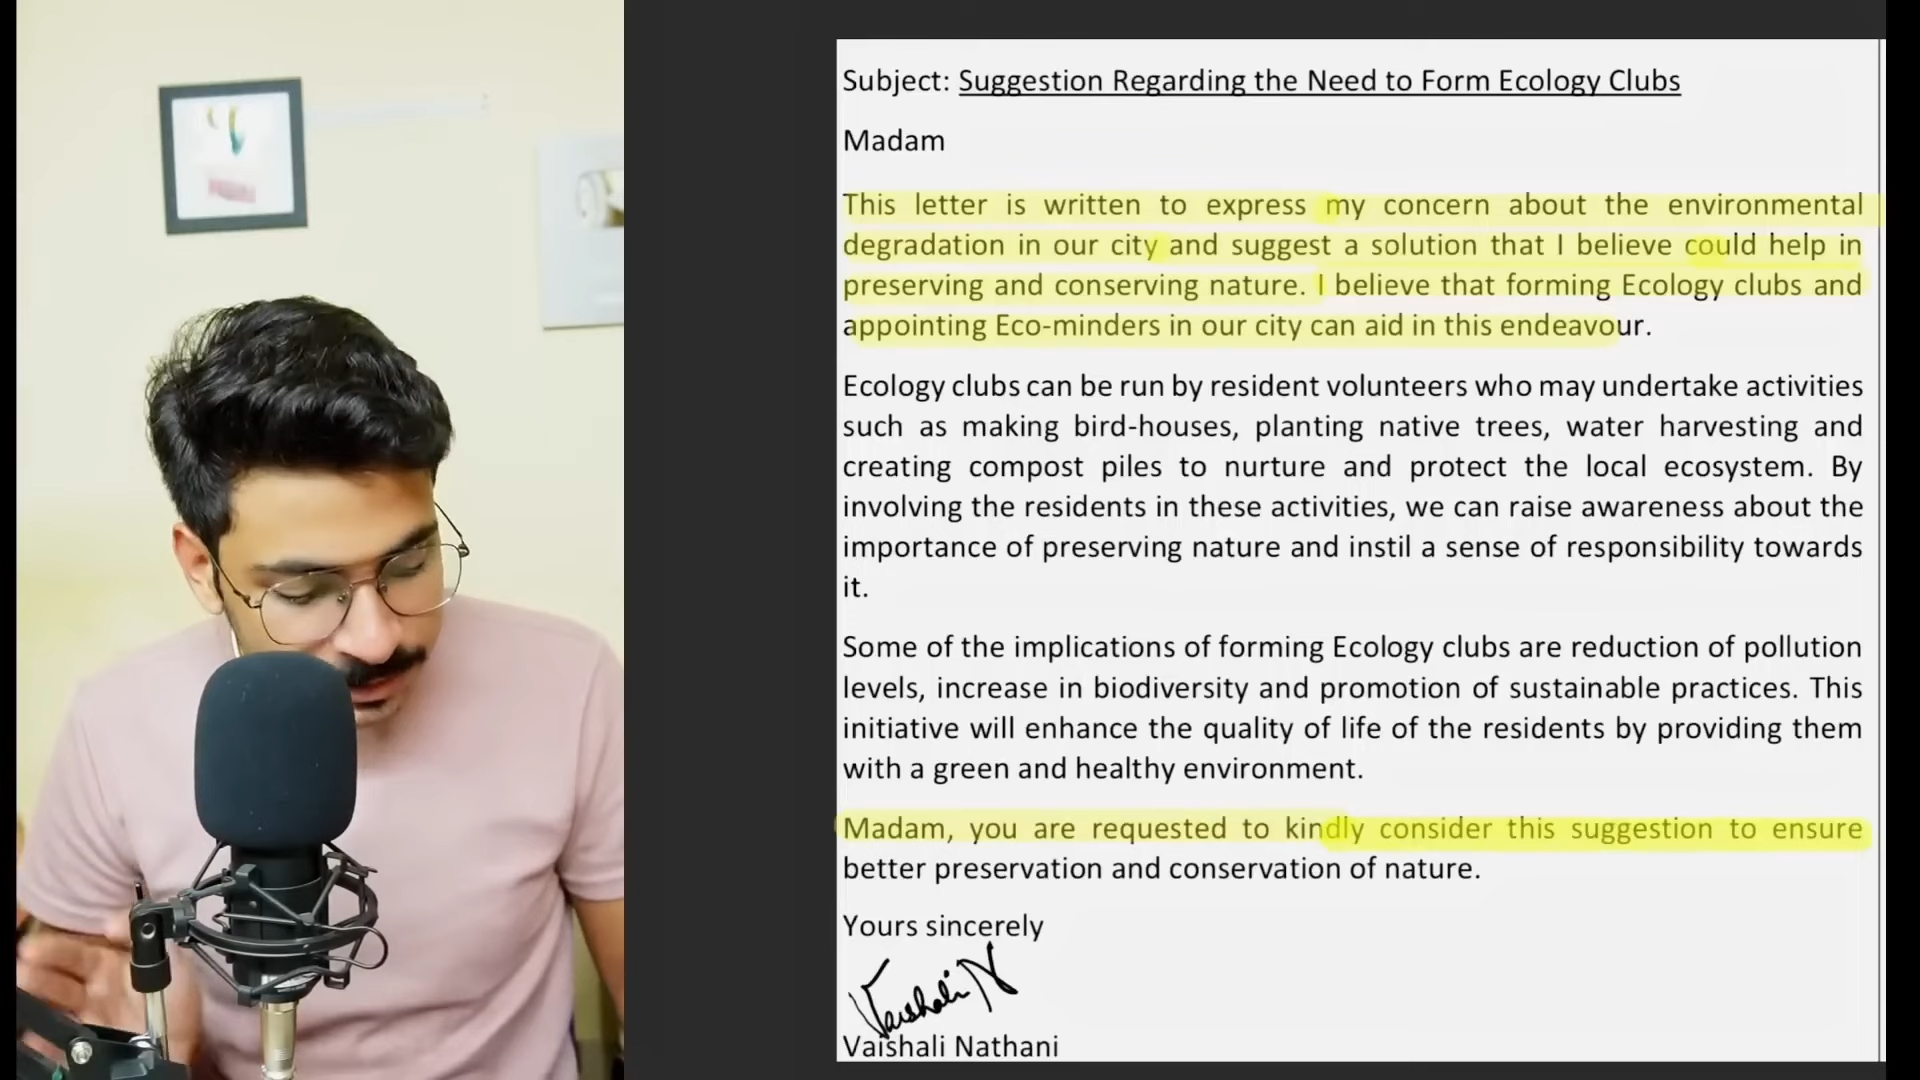 Subject: Suggestion Regarding the Need to Form Ecology Clubs
Madam
This letter is written to express my concern about the environmental
degradation in our city and suggest a solution that I believe could help in
preserving and conserving nature. I believe that forming Ecology clubs and
appointing Eco-minders in our city can aid in this endeavour.
Ecology clubs can be run by resident volunteers who may undertake activities
such as making bird-houses, planting native trees, water harvesting and
creating compost piles to nurture and protect the local ecosystem. By
involving the residents in these activities, we can raise awareness about the
importance of preserving nature and instil a sense of responsibility towards
it.
Some of the implications of forming Ecology clubs are reduction of pollution
levels, increase in biodiversity and promotion of sustainable practices. This
initiative will enhance the quality of life of the residents by providing them
with a green and healthy environment.
Madam, you are requested to kindly consider this suggestion to ensure
better preservation and conservation of nature.
Yours sincerely
Vaishali N
Vaishali Nathani